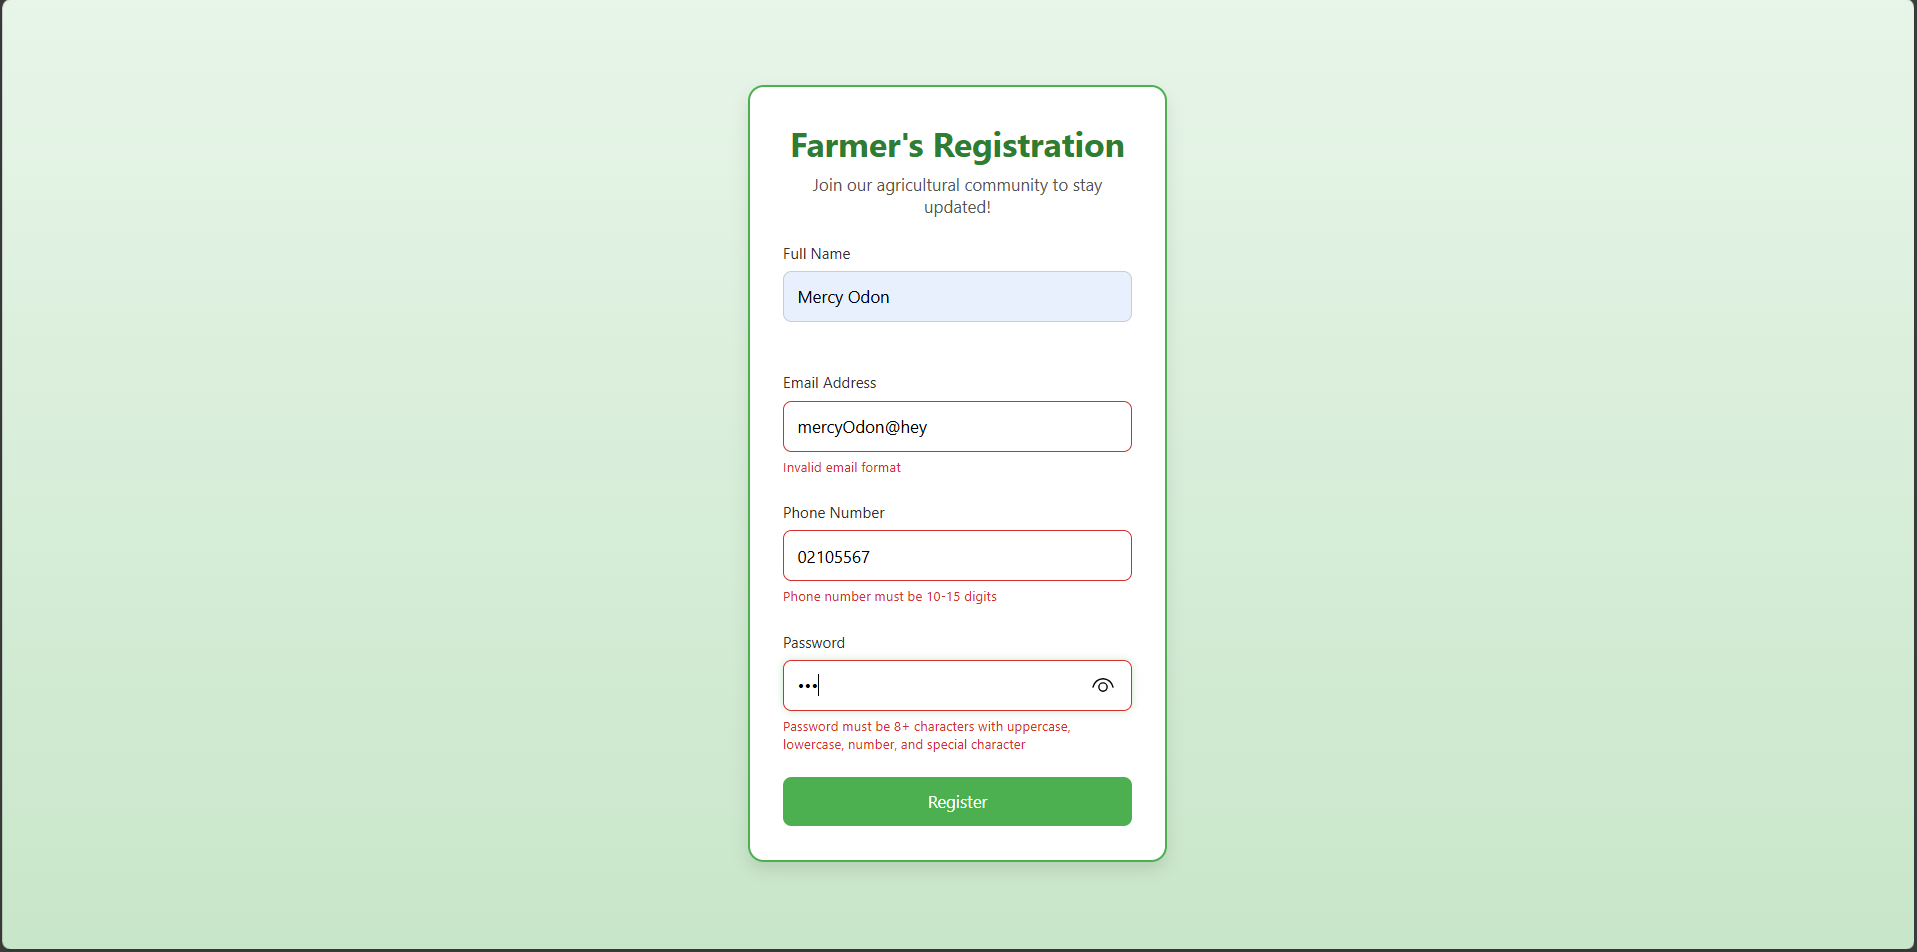 Farmer's Registration
Join our agricultural community to stay
updated!
Full Name
Mercy Odon
Email Address
mercyOdon@hey
Invalid email format
Phone Number
02105567
Phone number must be 10-15 digits
Password
•••
Password must be 8+ characters with uppercase,
lowercase, number, and special character
Register